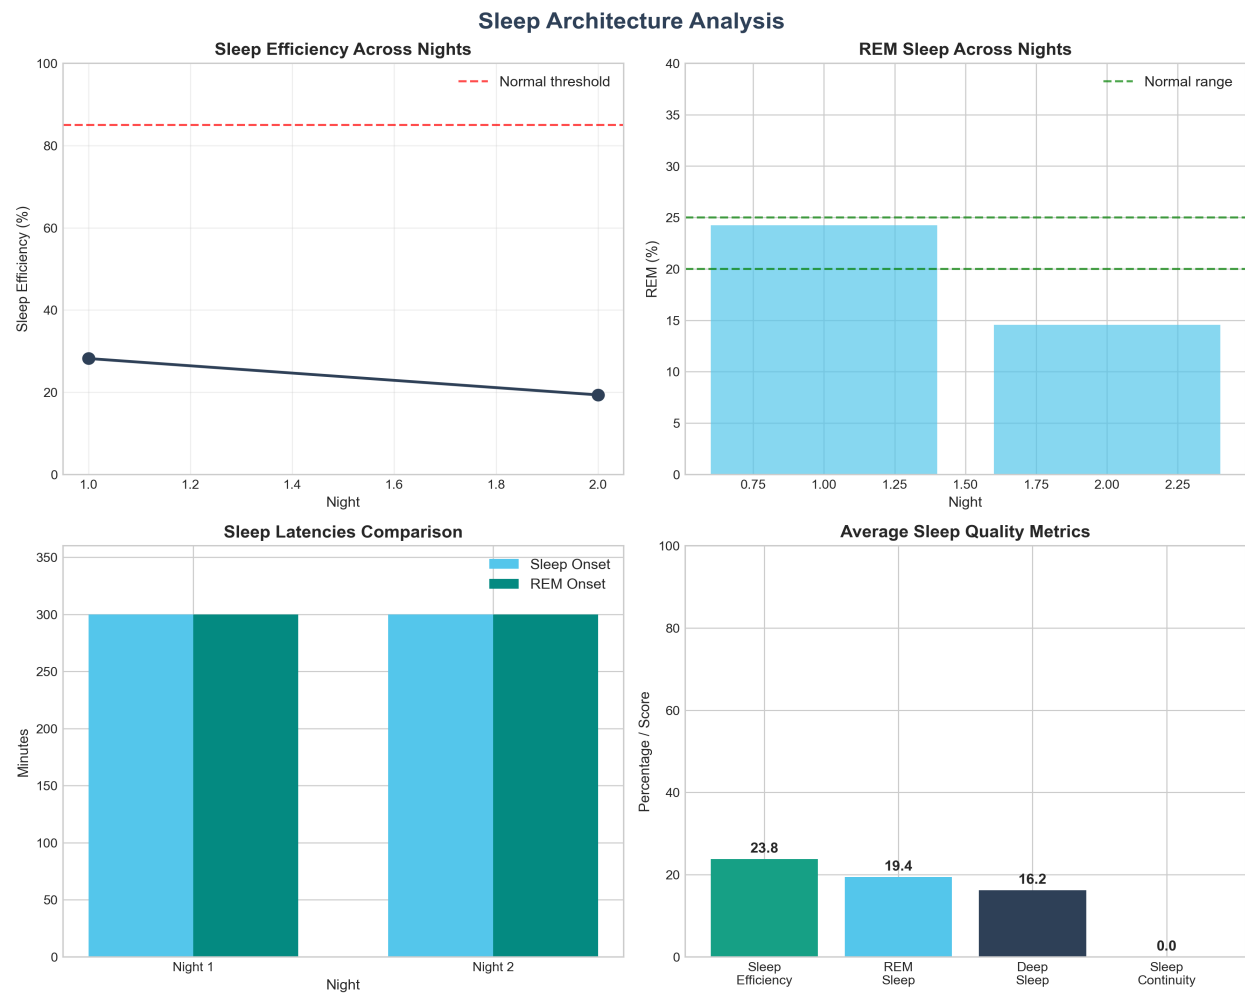 Sleep Architecture Analysis
Sleep Efficiency Across Nights
100
80
60
40
20
0
Sleep Efficiency (%)
Normal threshold
1.0 1.2 1.4 1.6 1.8 2.0
Night
REM Sleep Across Nights
40
35
30
25
20
15
10
5
0
REM (%)
Normal range
0.75 1.00 1.25 1.50 1.75 2.00 2.25
Night
Sleep Latencies Comparison
350
300
250
200
150
100
50
0
Minutes
Sleep Onset
REM Onset
Night 1 Night 2
Night
Average Sleep Quality Metrics
100
80
60
40
20
0
Percentage / Score
23.8
19.4
16.2
0.0
Sleep
Efficiency
REM
Sleep
Deep
Sleep
Sleep
Continuity